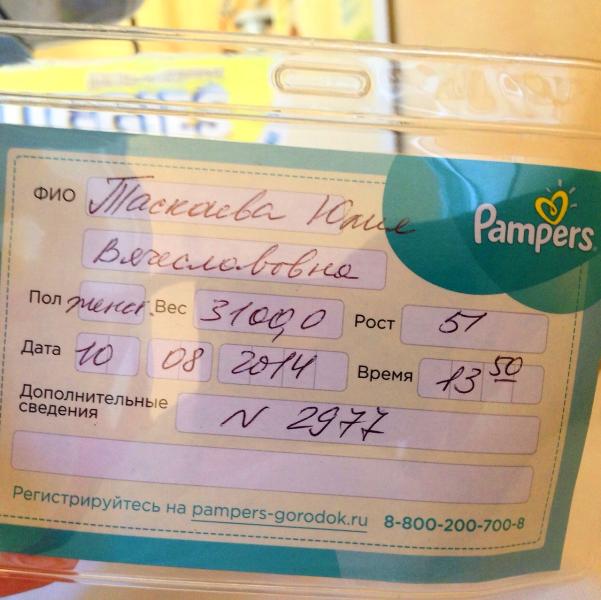 ФИО Таскаева Юлия
Pampers
Вячеславовна
Пол женск. Вес 3100,0 Рост 51
Дата 10 08 2014 Время 13 50
Дополнительные сведения N 2977
Регистрируйтесь на pampers-gorodok.ru 8-800-200-700-8